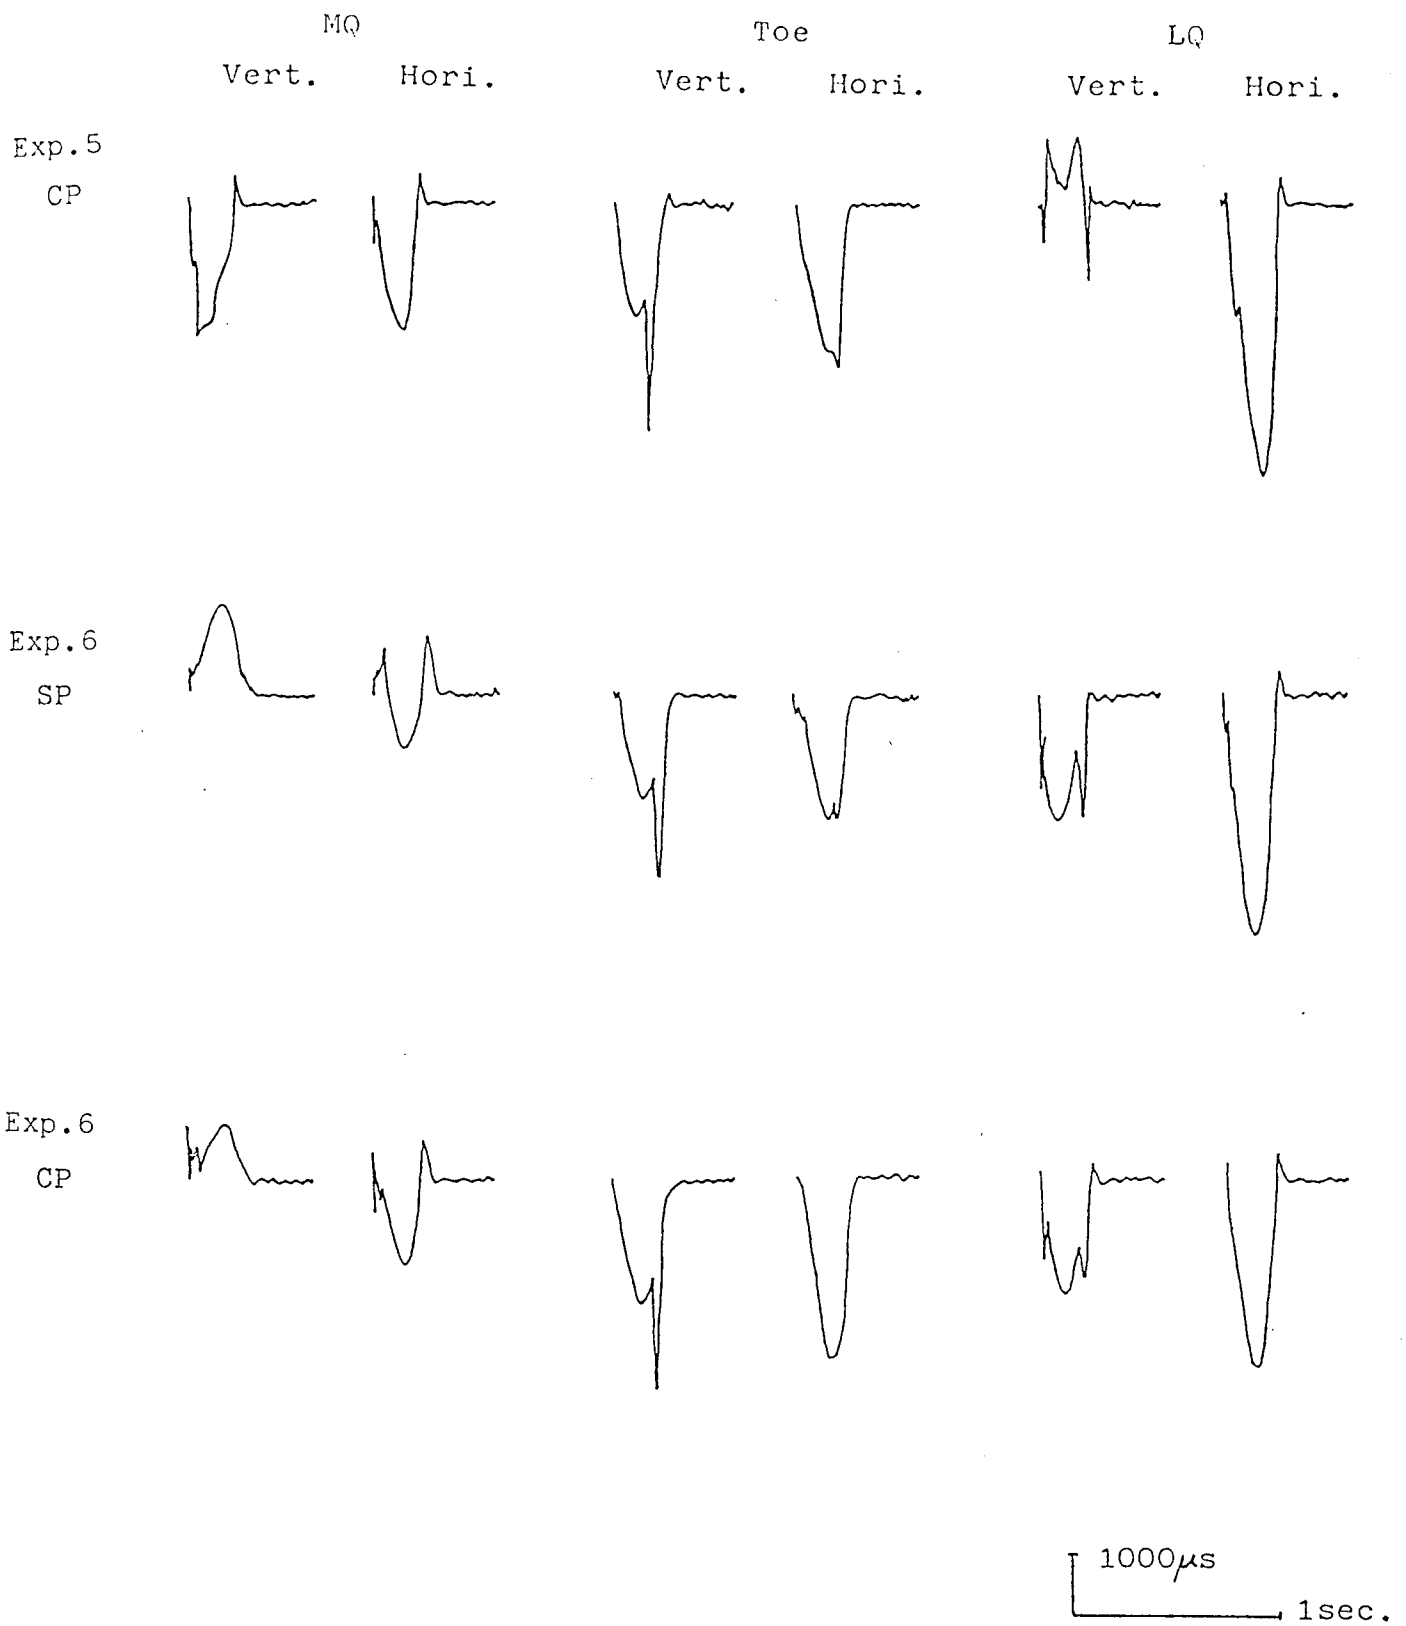 MQ Toe LQ
Vert. Hori. Vert. Hori. Vert. Hori.
Exp.5
CP
Exp.6
SP
Exp.6
CP
1000μs
1sec.